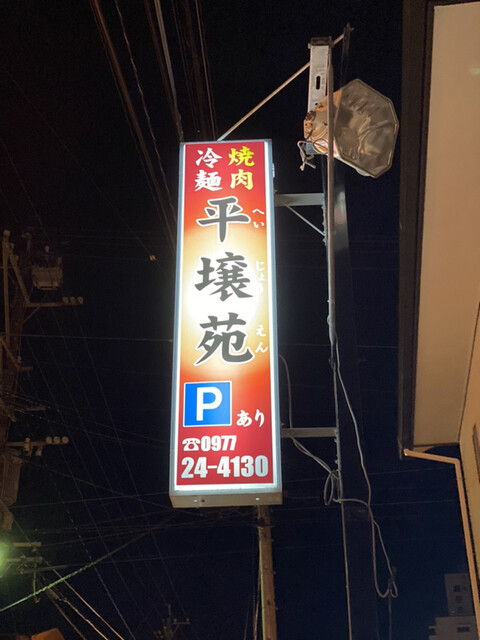 焼肉
冷麺
平壌苑
へいじょうえん
P あり
☎0977
24-4130